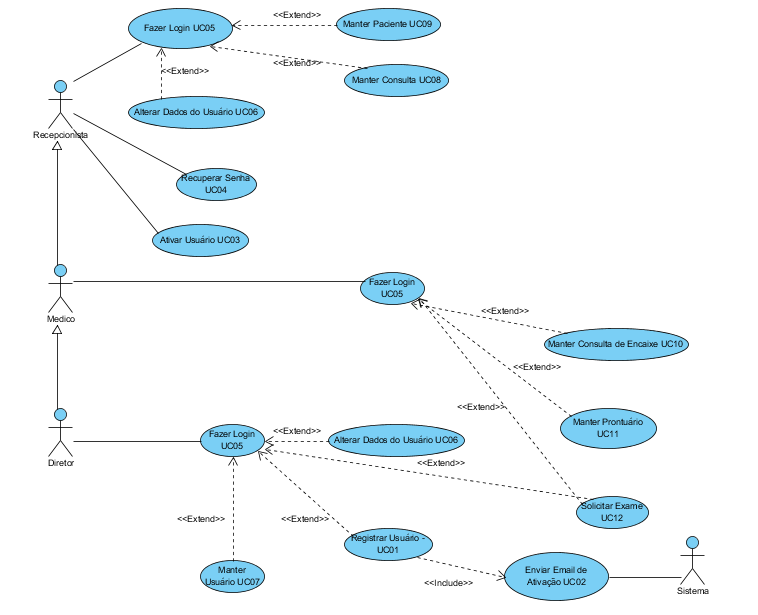 Fazer Login UC05
<<Extend>>
Manter Paciente UC09
<<Extend>>
<<Extend>>
Manter Consulta UC08
Alterar Dados do Usuário UC06
Recepcionista
Recuperar Senha
UC04
Ativar Usuário UC03
Medico
Fazer Login
UC05
<<Extend>>
Manter Consulta de Encaixe UC10
<<Extend>>
<<Extend>>
Manter Prontuário
UC11
Diretor
Fazer Login
UC05
<<Extend>>
Alterar Dados do Usuário UC06
<<Extend>>
Solicitar Exame
UC12
<<Extend>>
<<Extend>>
Registrar Usuário -
UC01
Manter
Usuário UC07
<<Include>>
Enviar Email de
Ativação UC02
Sistema